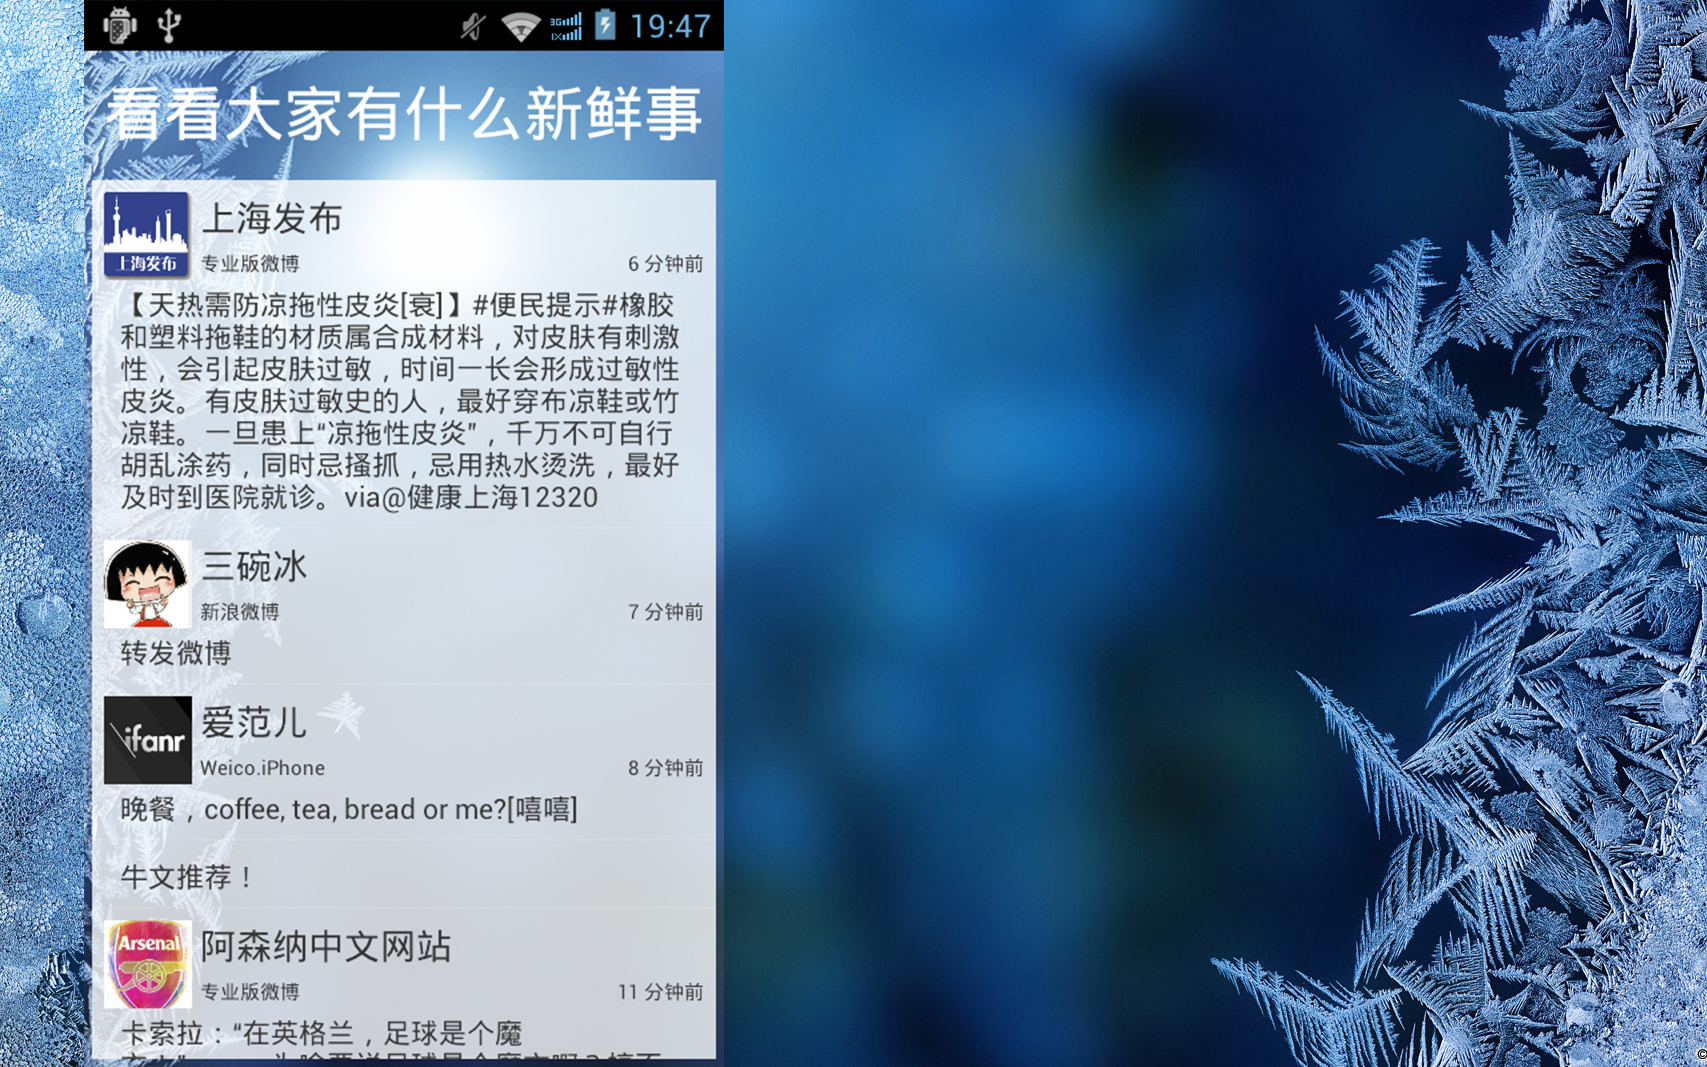 3G
1X
19:47
看看大家有什么新鲜事
上海发布
上海发布
专业版微博
6 分钟前
【天热需防凉拖性皮炎[衰]】#便民提示#橡胶
和塑料拖鞋的材质属合成材料，对皮肤有刺激
性，会引起皮肤过敏，时间一长会形成过敏性
皮炎。有皮肤过敏史的人，最好穿布凉鞋或竹
凉鞋。一旦患上“凉拖性皮炎”，千万不可自行
胡乱涂药，同时忌搔抓，忌用热水烫洗，最好
及时到医院就诊。via@健康上海12320
三碗冰
新浪微博
7 分钟前
转发微博
ifanr
爱范儿
Weico.iPhone
8 分钟前
晚餐，coffee, tea, bread or me?[嘻嘻]
牛文推荐！
Arsenal
阿森纳中文网站
专业版微博
11 分钟前
卡索拉：“在英格兰，足球是个魔
©